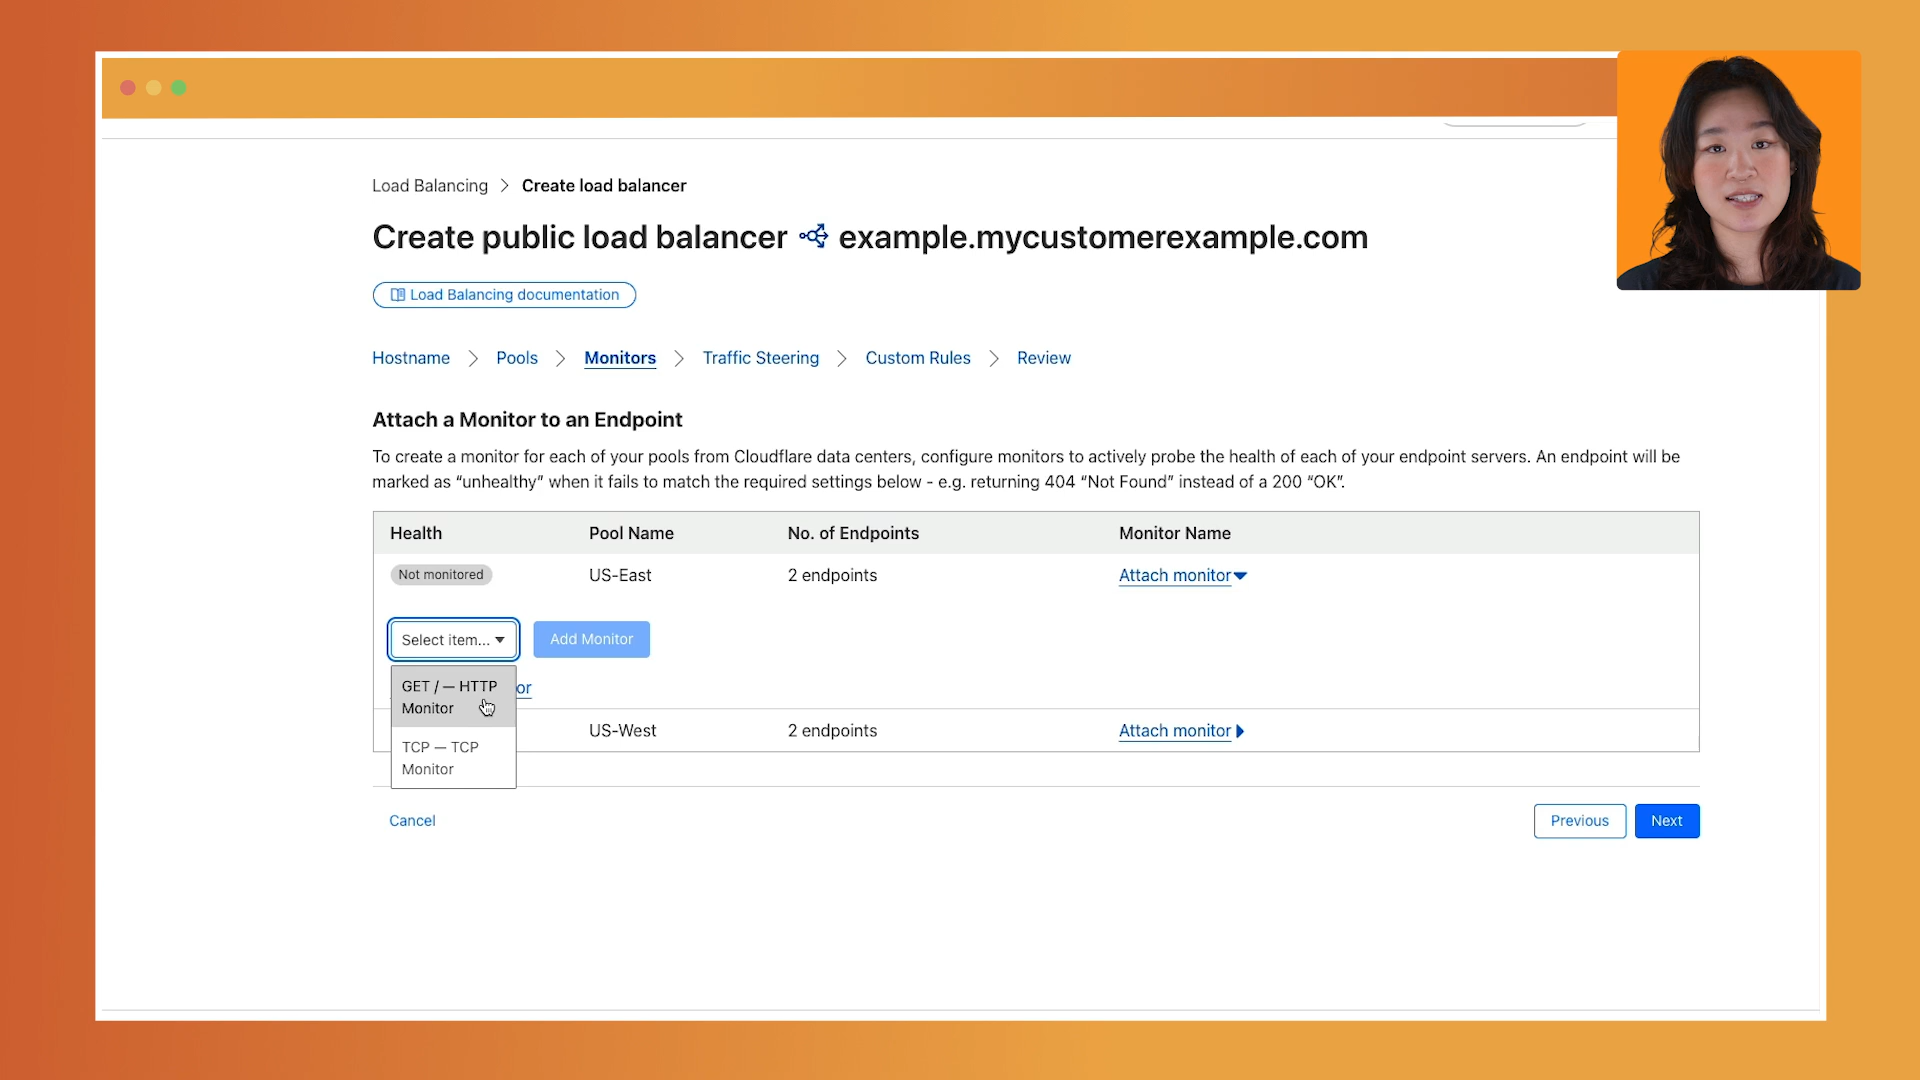 Load Balancing > Create load balancer
Create public load balancer example.mycustomerexample.com
Load Balancing documentation
Hostname > Pools > Monitors > Traffic Steering > Custom Rules > Review
Attach a Monitor to an Endpoint
To create a monitor for each of your pools from Cloudflare data centers, configure monitors to actively probe the health of each of your endpoint servers. An endpoint will be
marked as “unhealthy” when it fails to match the required settings below - e.g. returning 404 “Not Found” instead of a 200 “OK”.
Health Pool Name No. of Endpoints Monitor Name
Not monitored US-East 2 endpoints Attach monitor
Select item... Add Monitor
GET / — HTTP
Monitor
TCP — TCP
Monitor
US-West 2 endpoints Attach monitor
Cancel Previous Next